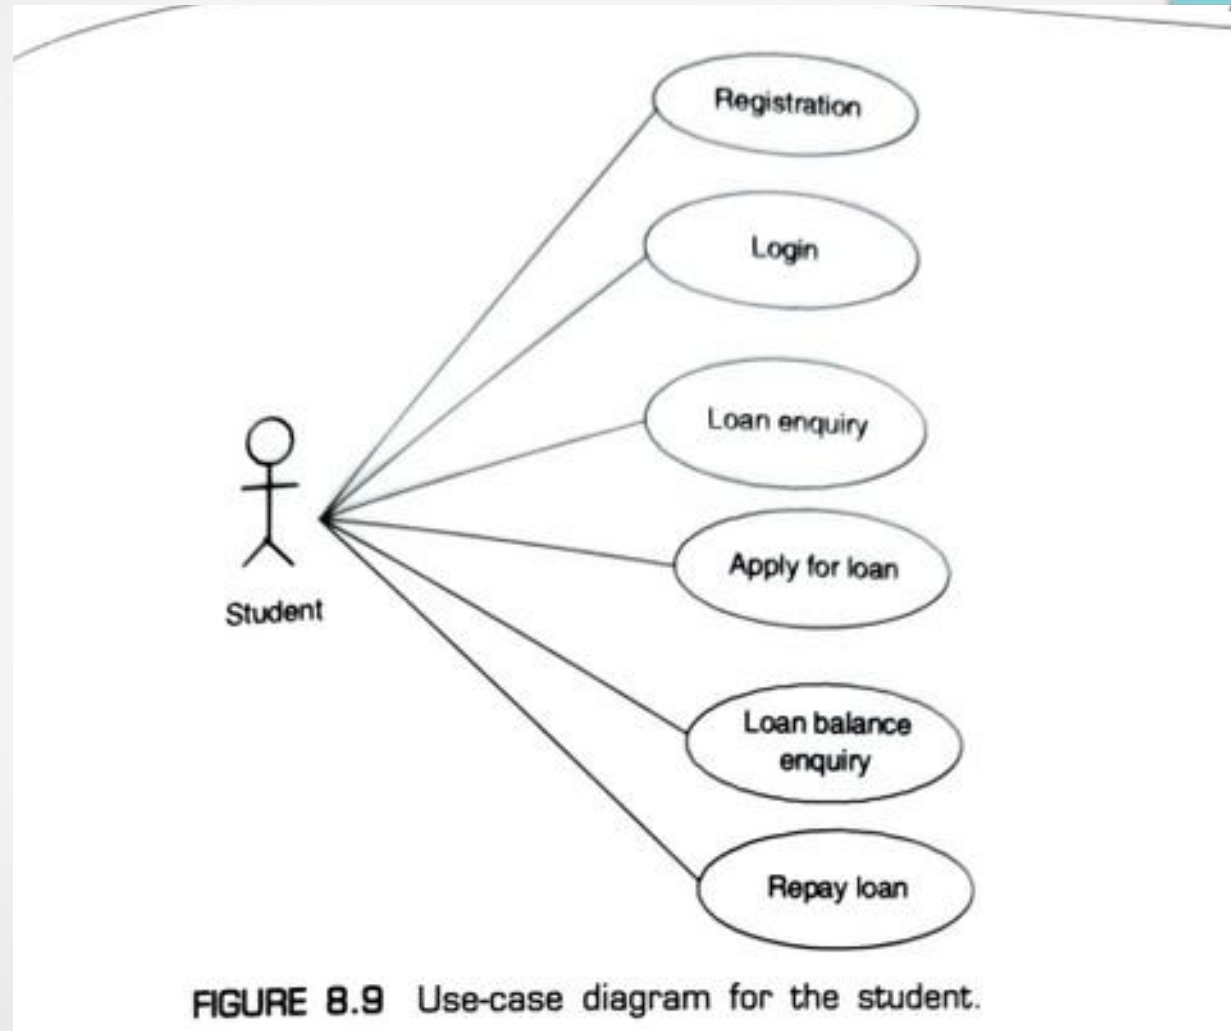 Registration
Login
Loan enquiry
Apply for loan
Loan balance
enquiry
Repay loan
Student
FIGURE 8.9 Use-case diagram for the student.